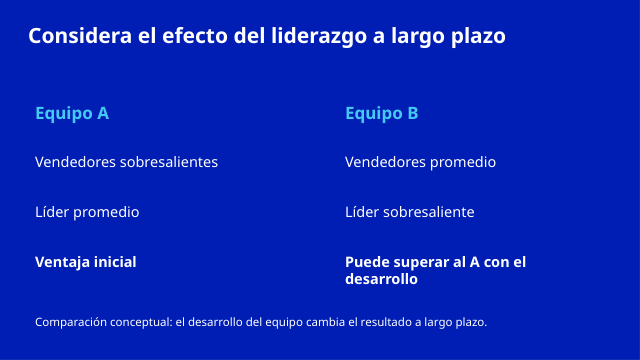 Considera el efecto del liderazgo a largo plazo
Equipo A
Vendedores sobresalientes
Líder promedio
Ventaja inicial
Equipo B
Vendedores promedio
Líder sobresaliente
Puede superar al A con el
desarrollo
Comparación conceptual: el desarrollo del equipo cambia el resultado a largo plazo.